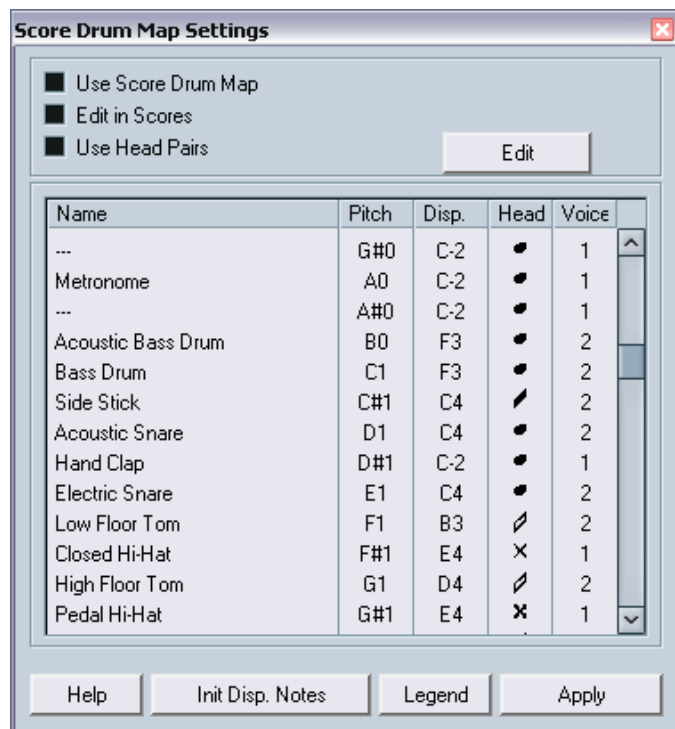 Score Drum Map Settings
Use Score Drum Map
Edit in Scores
Use Head Pairs
Edit
Name Pitch Disp. Head Voice
--- G#0 C-2 1
Metronome A0 C-2 1
--- A#0 C-2 1
Acoustic Bass Drum B0 F3 2
Bass Drum C1 F3 2
Side Stick C#1 C4 2
Acoustic Snare D1 C4 2
Hand Clap D#1 C-2 1
Electric Snare E1 C4 2
Low Floor Tom F1 B3 2
Closed Hi-Hat F#1 E4 1
High Floor Tom G1 D4 2
Pedal Hi-Hat G#1 E4 1
Help Init Disp. Notes Legend Apply